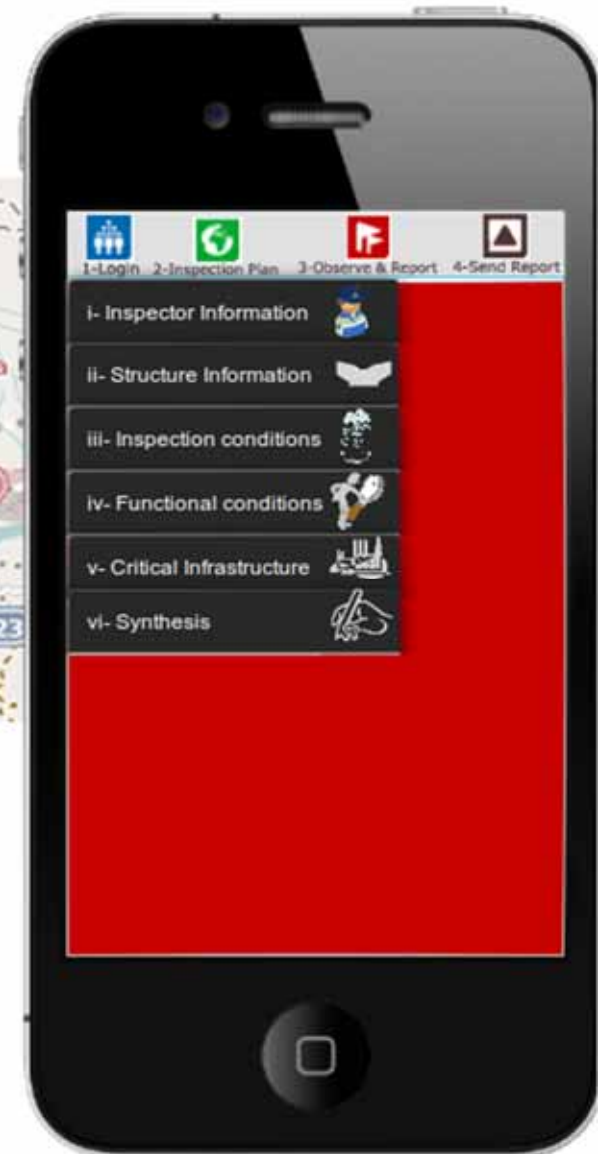 1-Login 2-Inspection Plan 3-Observe & Report 4-Send Report
i- Inspector Information
ii- Structure Information
iii- Inspection conditions
iv- Functional conditions
v- Critical Infrastructure
vi- Synthesis
23